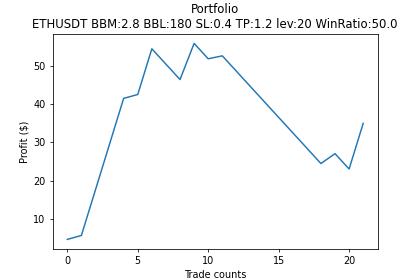 Portfolio
ETHUSDT BBM:2.8 BBL:180 SL:0.4 TP:1.2 lev:20 WinRatio:50.0
50
40
30
20
10
Profit ($)
0 5 10 15 20
Trade counts